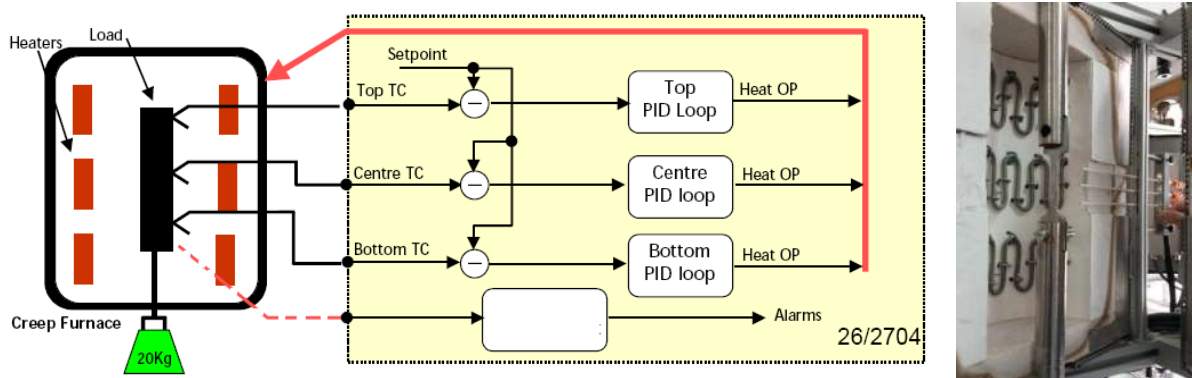 Heaters
Load
Creep Furnace
20Kg
Setpoint
Top TC
Top
PID Loop
Heat OP
Centre TC
Centre
PID loop
Heat OP
Bottom TC
Bottom
PID loop
Heat OP
:
Alarms
26/2704